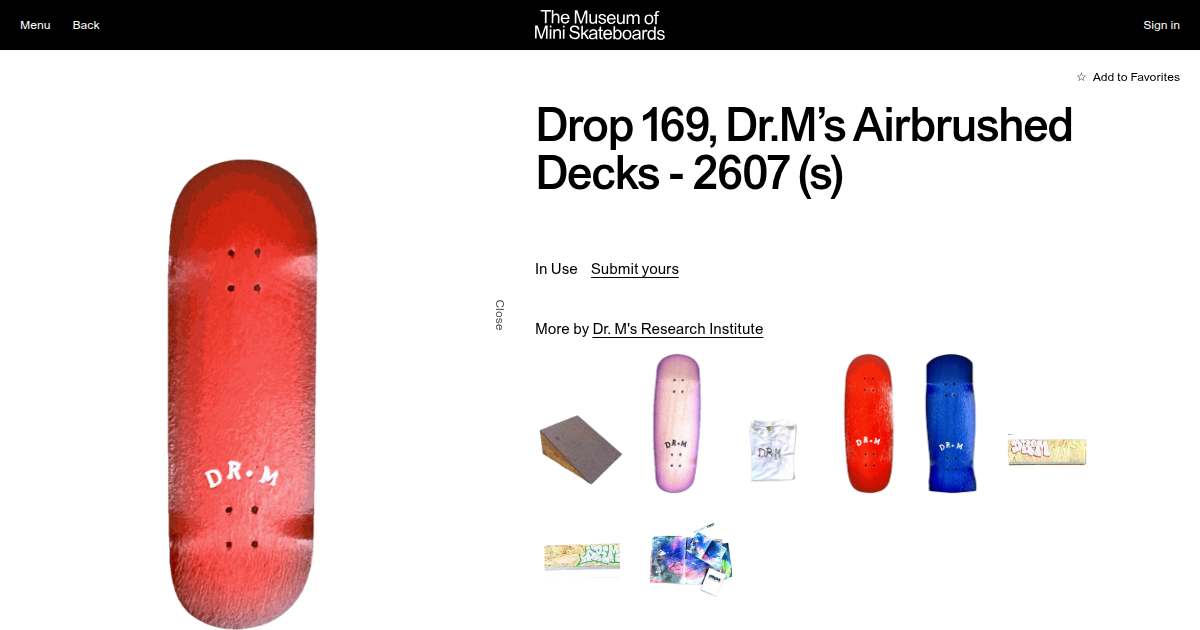 Menu
Back
The Museum of
Mini Skateboards
Sign in
☆ Add to Favorites
Drop 169, Dr.M’s Airbrushed
Decks - 2607 (s)
In Use
Submit yours
Close
More by Dr. M's Research Institute
DR•M
DR•M
DR M
DR•M
DR•M